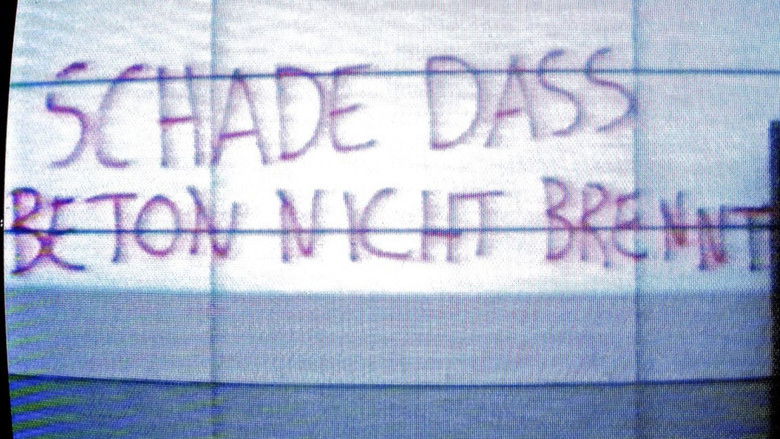 SCHADE DASS
BETON NICHT BRENNT